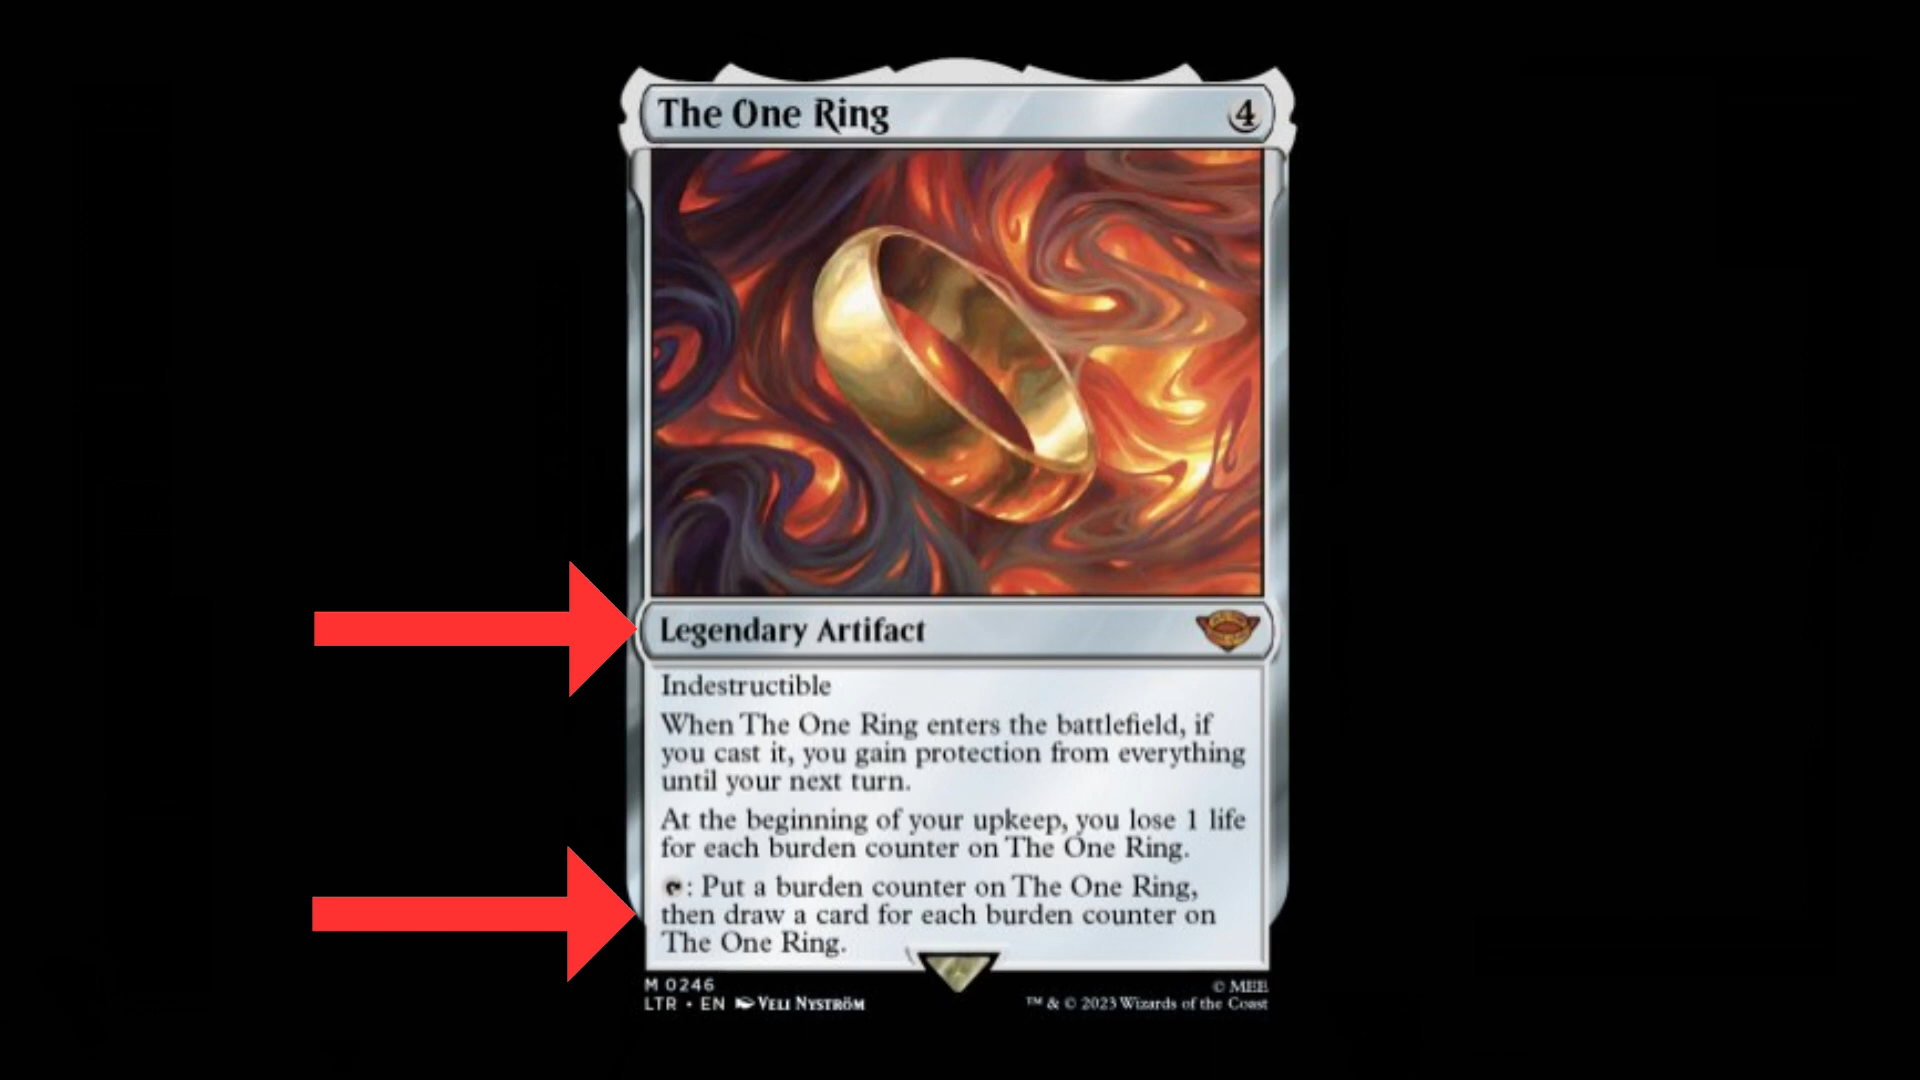 The One Ring 4
Legendary Artifact
Indestructible
When The One Ring enters the battlefield, if
you cast it, you gain protection from everything
until your next turn.
At the beginning of your upkeep, you lose 1 life
for each burden counter on The One Ring.
: Put a burden counter on The One Ring,
then draw a card for each burden counter on
The One Ring.
M 0246
LTR • EN VELI NYSTRÖM
© MEE
™ & © 2023 Wizards of the Coast